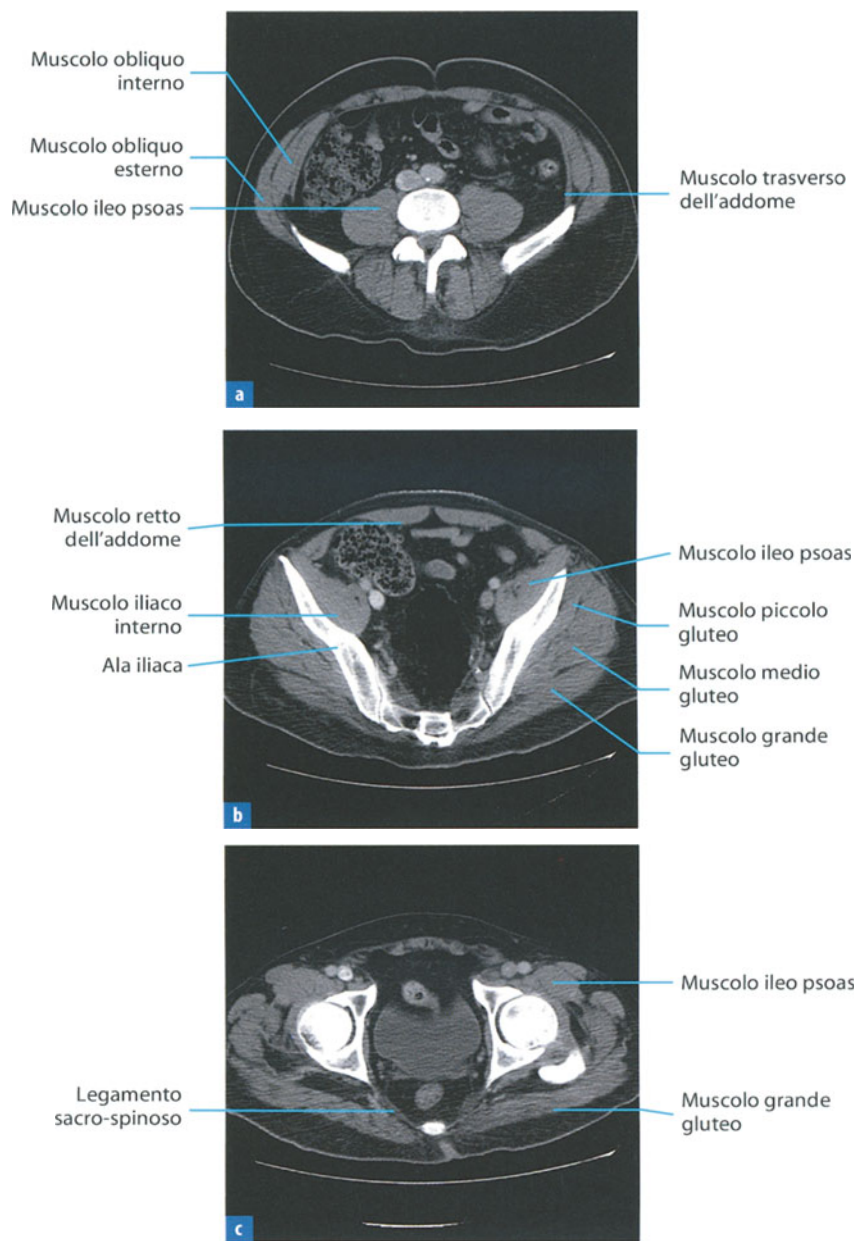 Muscolo obliquo
interno
Muscolo obliquo
esterno
Muscolo ileo psoas
Muscolo trasverso
dell'addome
a
Muscolo retto
dell'addome
Muscolo iliaco
interno
Ala iliaca
Muscolo ileo psoas
Muscolo piccolo
gluteo
Muscolo medio
gluteo
Muscolo grande
gluteo
b
Legamento
sacro-spinoso
Muscolo ileo psoas
Muscolo grande
gluteo
c